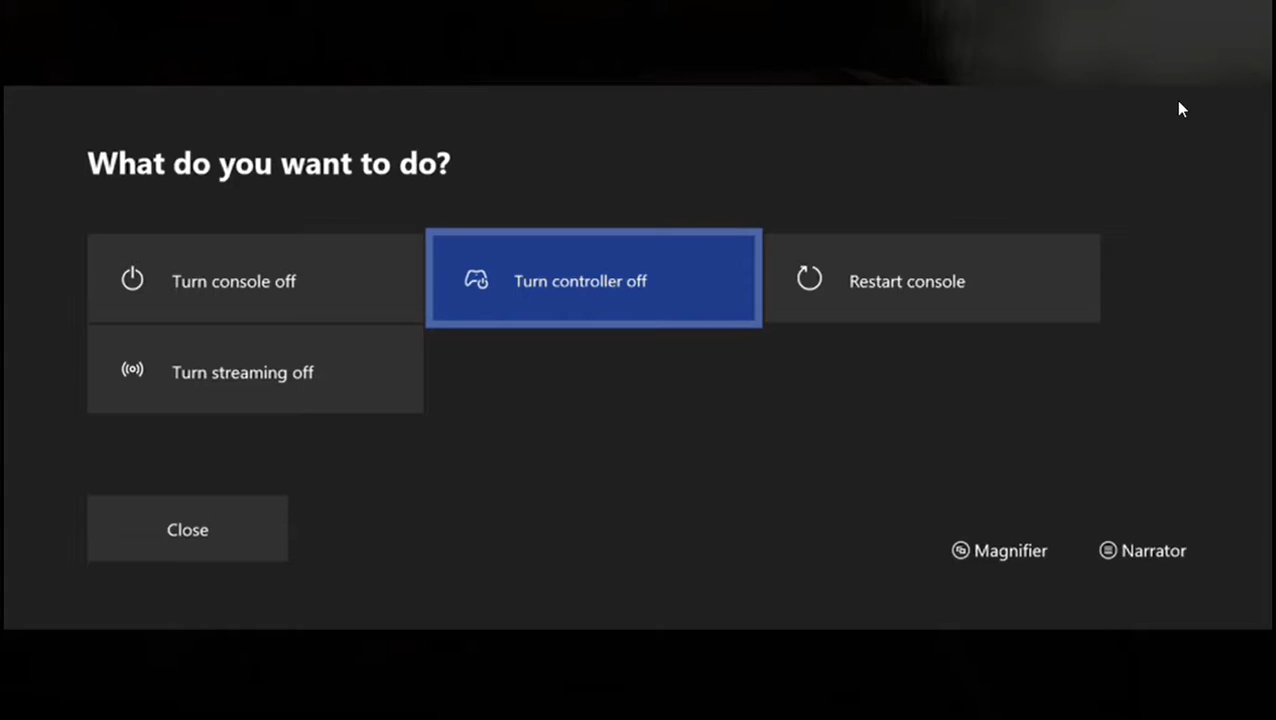 What do you want to do?
Turn console off
Turn controller off
Restart console
Turn streaming off
Close
Magnifier
Narrator